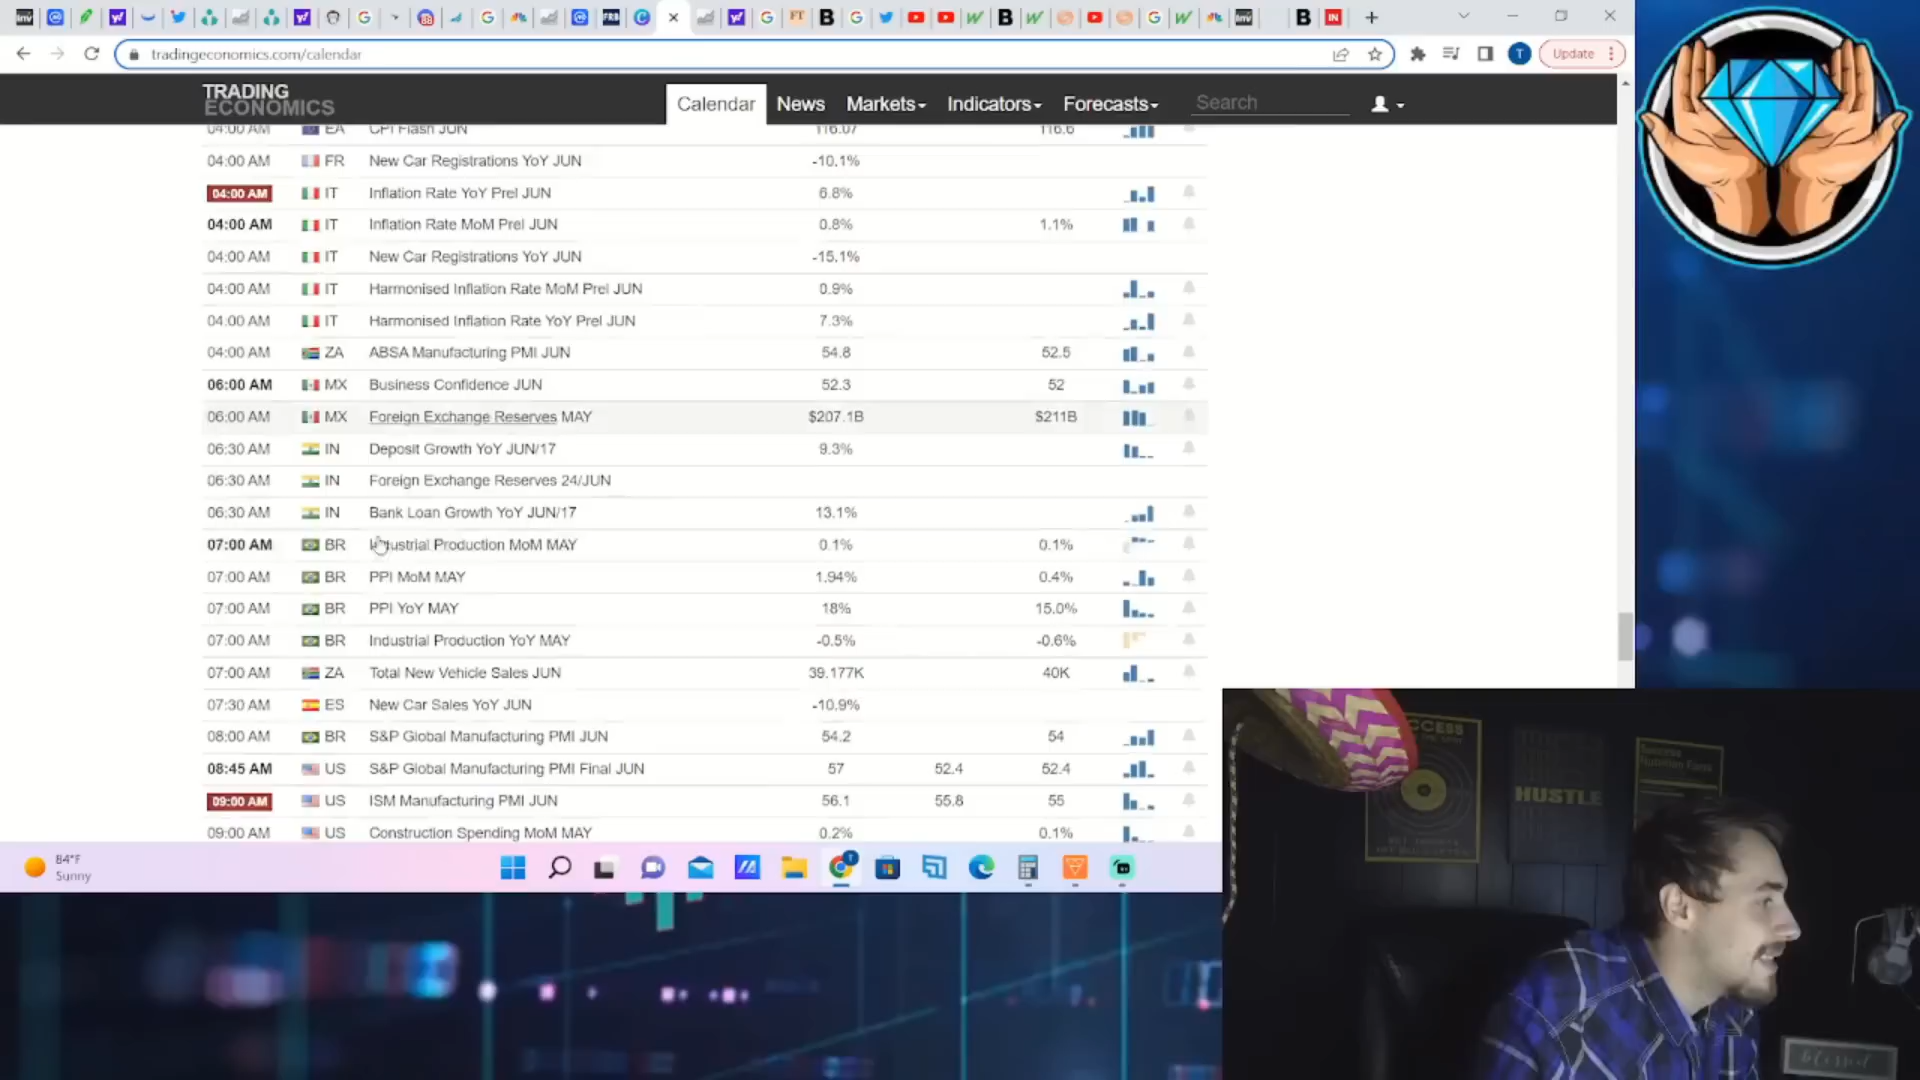 tradingeconomics.com/calendar
T
Update
TRADING
ECONOMICS
Calendar
News
Markets
Indicators
Forecasts
Search
04:00 AM EA CPI Flash JUN 116.07 116.6
04:00 AM FR New Car Registrations YoY JUN -10.1%
04:00 AM IT Inflation Rate YoY Prel JUN 6.8%
04:00 AM IT Inflation Rate MoM Prel JUN 0.8% 1.1%
04:00 AM IT New Car Registrations YoY JUN -15.1%
04:00 AM IT Harmonised Inflation Rate MoM Prel JUN 0.9%
04:00 AM IT Harmonised Inflation Rate YoY Prel JUN 7.3%
04:00 AM ZA ABSA Manufacturing PMI JUN 54.8 52.5
06:00 AM MX Business Confidence JUN 52.3 52
06:00 AM MX Foreign Exchange Reserves MAY $207.1B $211B
06:30 AM IN Deposit Growth YoY JUN/17 9.3%
06:30 AM IN Foreign Exchange Reserves 24/JUN
06:30 AM IN Bank Loan Growth YoY JUN/17 13.1%
07:00 AM BR Industrial Production MoM MAY 0.1% 0.1%
07:00 AM BR PPI MoM MAY 1.94% 0.4%
07:00 AM BR PPI YoY MAY 18% 15.0%
07:00 AM BR Industrial Production YoY MAY -0.5% -0.6%
07:00 AM ZA Total New Vehicle Sales JUN 39.177K 40K
07:30 AM ES New Car Sales YoY JUN -10.9%
08:00 AM BR S&P Global Manufacturing PMI JUN 54.2 54
08:45 AM US S&P Global Manufacturing PMI Final JUN 57 52.4 52.4
09:00 AM US ISM Manufacturing PMI JUN 56.1 55.8 55
09:00 AM US Construction Spending MoM MAY 0.2% 0.1%
84°F
Sunny
HUSTLE
blessed